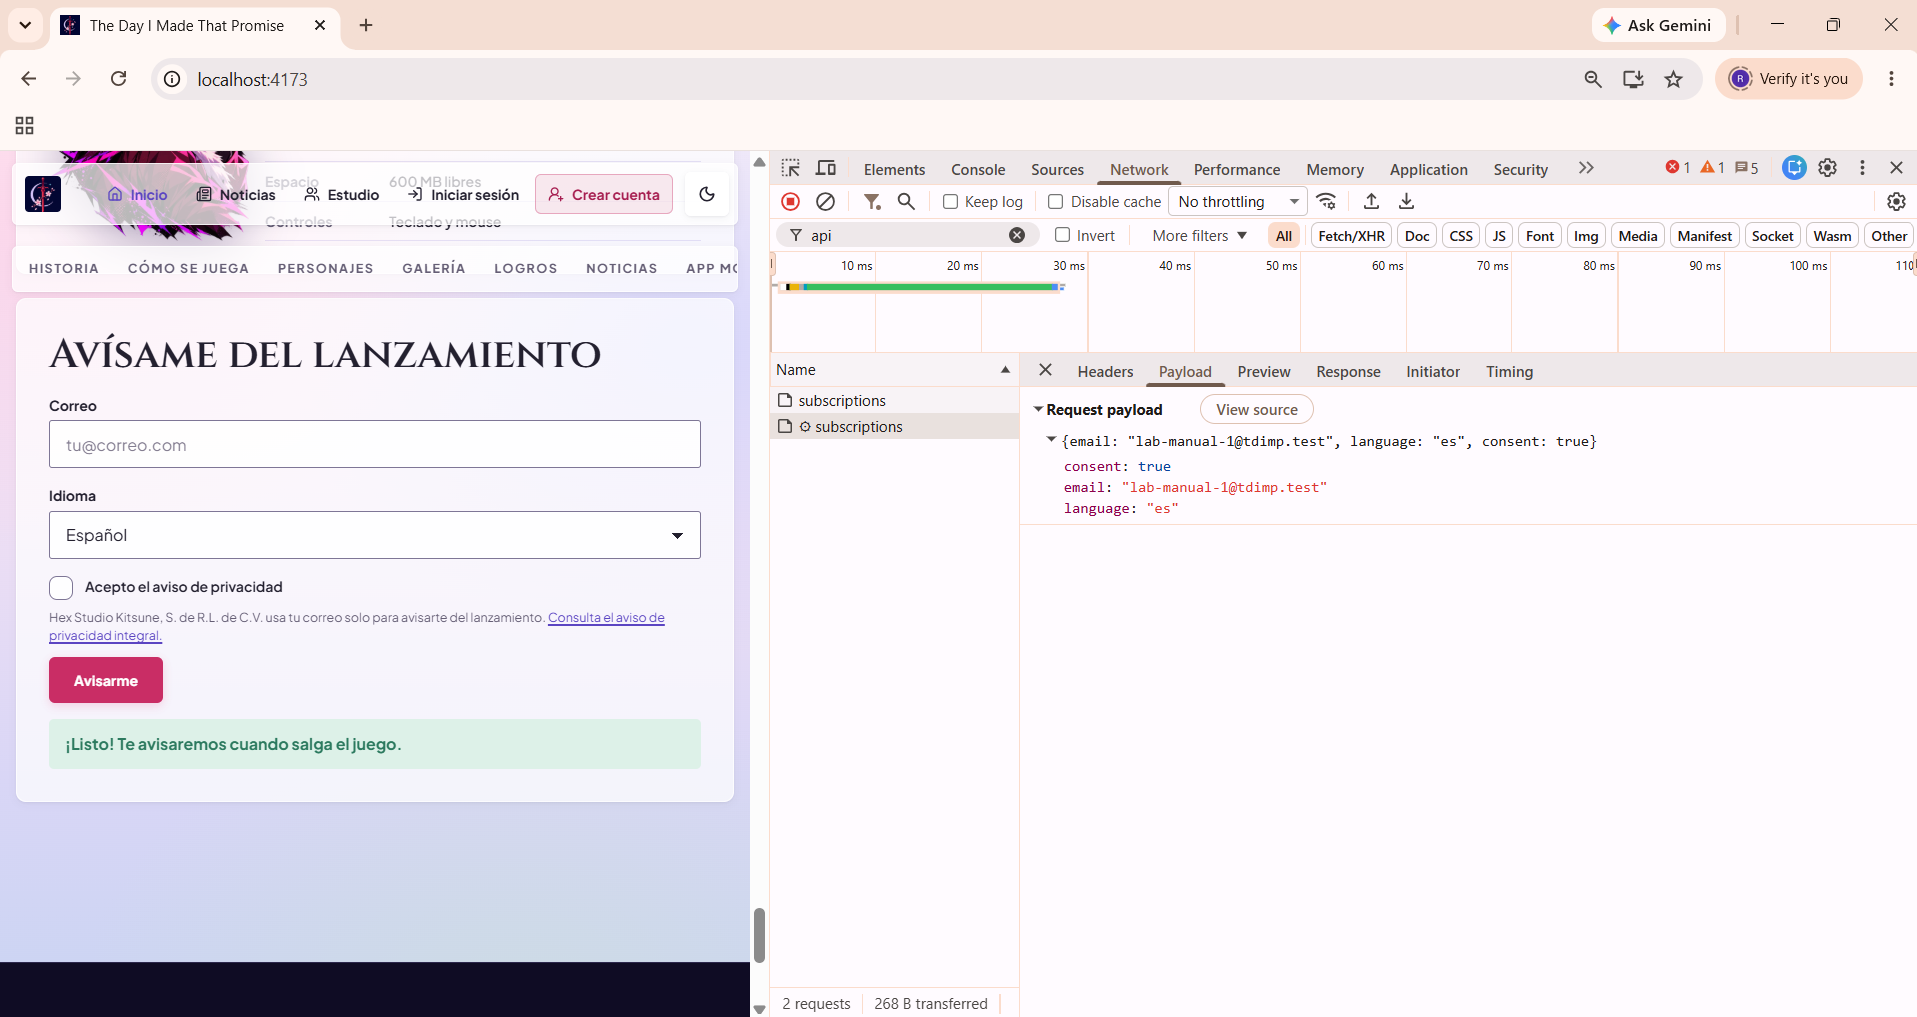 The Day I Made That Promise
Ask Gemini
localhost:4173
Verify it's you
Espacio 600 MB libres
Inicio Noticias Estudio Iniciar sesión Crear cuenta
Controles Teclado y mouse
HISTORIA CÓMO SE JUEGA PERSONAJES GALERÍA LOGROS NOTICIAS APP MO
Avísame del lanzamiento
Correo
tu@correo.com
Idioma
Español
Acepto el aviso de privacidad
Hex Studio Kitsune, S. de R.L. de C.V. usa tu correo solo para avisarte del lanzamiento. Consulta el aviso de
privacidad integral.
Avisarme
¡Listo! Te avisaremos cuando salga el juego.
Elements Console Sources Network Performance Memory Application Security 1 1 5
Keep log Disable cache No throttling
api Invert More filters All Fetch/XHR Doc CSS JS Font Img Media Manifest Socket Wasm Other
10 ms 20 ms 30 ms 40 ms 50 ms 60 ms 70 ms 80 ms 90 ms 100 ms 110
Name
subscriptions
subscriptions
Headers Payload Preview Response Initiator Timing
Request payload View source
{email: "lab-manual-1@tdimp.test", language: "es", consent: true}
consent: true
email: "lab-manual-1@tdimp.test"
language: "es"
2 requests 268 B transferred